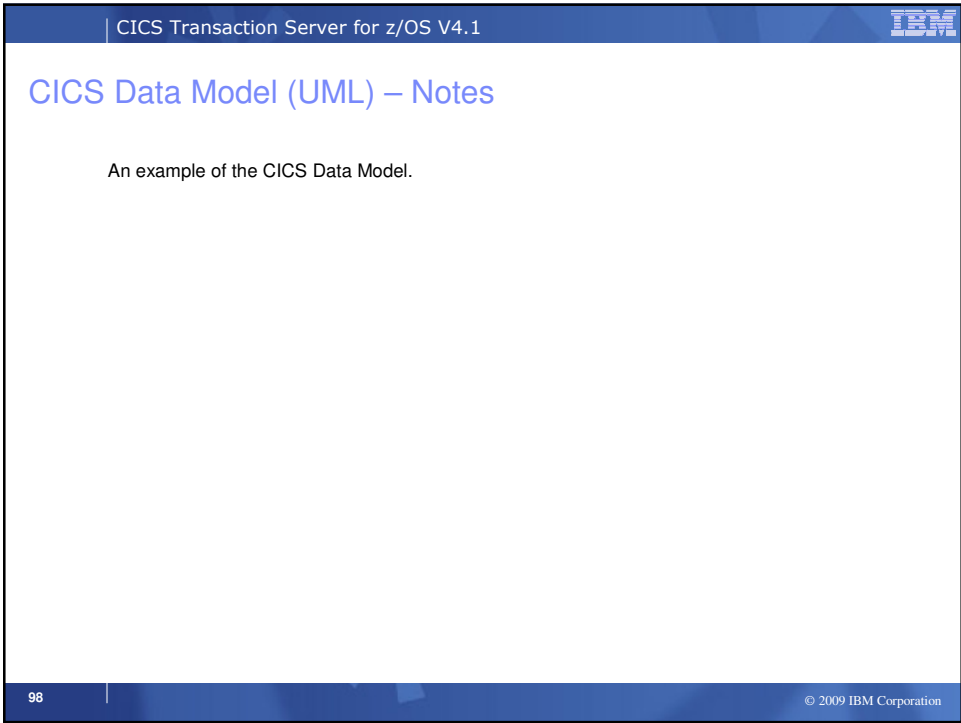 CICS Transaction Server for z/OS V4.1
IBM
CICS Data Model (UML) – Notes
An example of the CICS Data Model.
98
© 2009 IBM Corporation